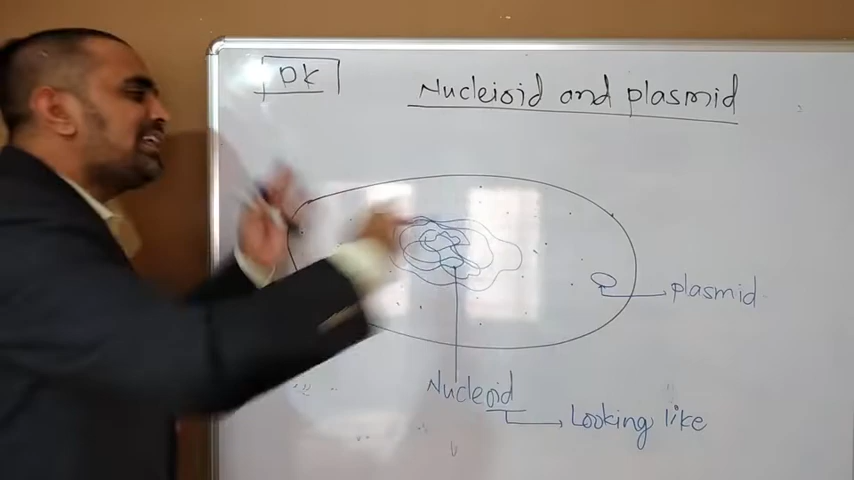 DK
Nucleioid and plasmid
plasmid
Nucleoid
Looking like